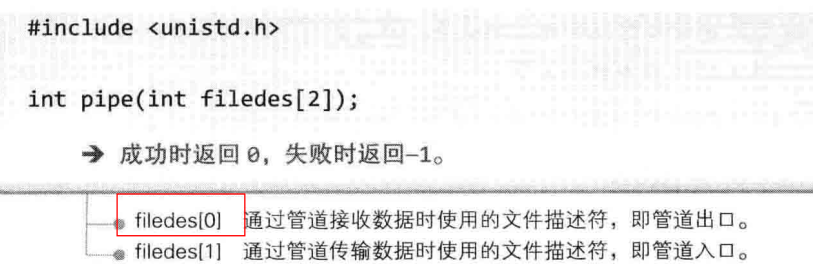 #include <unistd.h>
int pipe(int filedes[2]);
➔ 成功时返回 0，失败时返回–1。
filedes[0] 通过管道接收数据时使用的文件描述符，即管道出口。
filedes[1] 通过管道传输数据时使用的文件描述符，即管道入口。